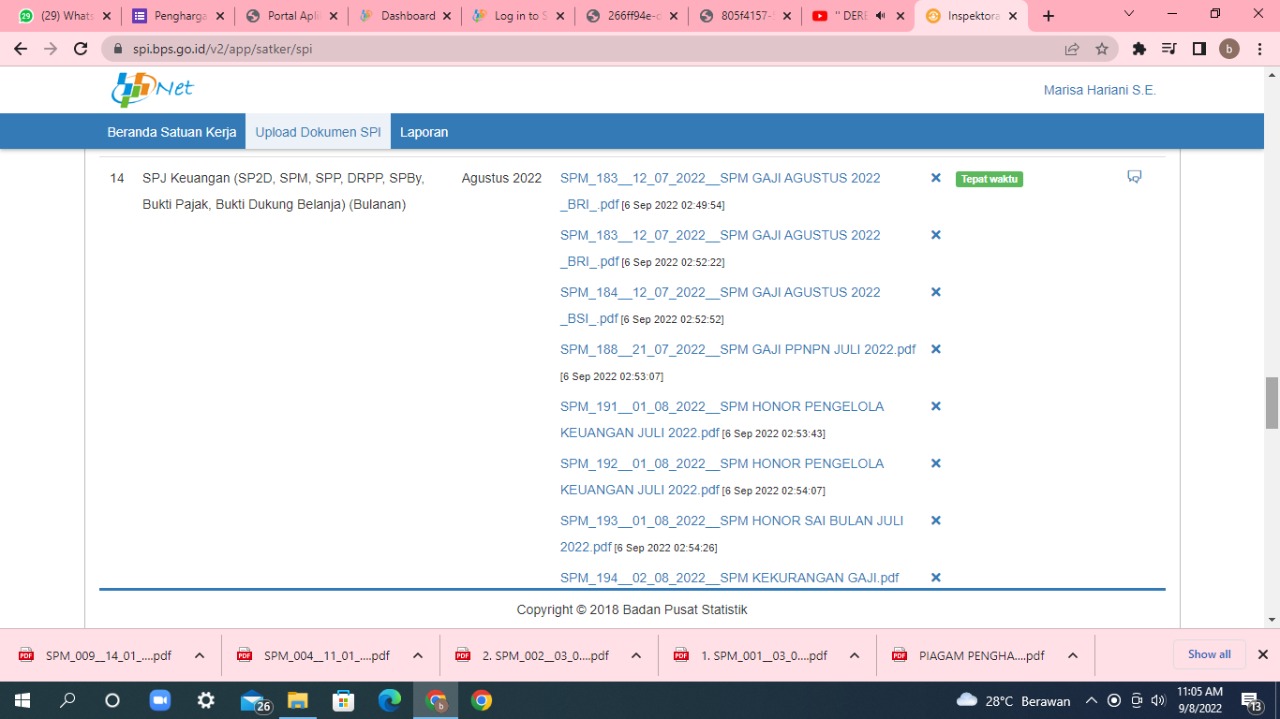 (29) Whats
Pengharga
Portal Apli
Dashboard
Log in to S
266ff94e-c
805f4157-
" DERE
Inspektora
spi.bps.go.id/v2/app/satker/spi
b
Net
Marisa Hariani S.E.
Beranda Satuan Kerja
Upload Dokumen SPI
Laporan
14 SPJ Keuangan (SP2D, SPM, SPP, DRPP, SPBy, Agustus 2022 SPM_183__12_07_2022__SPM GAJI AGUSTUS 2022 Tepat waktu
Bukti Pajak, Bukti Dukung Belanja) (Bulanan) _BRI_.pdf [6 Sep 2022 02:49:54]
SPM_183__12_07_2022__SPM GAJI AGUSTUS 2022
_BRI_.pdf [6 Sep 2022 02:52:22]
SPM_184__12_07_2022__SPM GAJI AGUSTUS 2022
_BSI_.pdf [6 Sep 2022 02:52:52]
SPM_188__21_07_2022__SPM GAJI PPNPN JULI 2022.pdf
[6 Sep 2022 02:53:07]
SPM_191__01_08_2022__SPM HONOR PENGELOLA
KEUANGAN JULI 2022.pdf [6 Sep 2022 02:53:43]
SPM_192__01_08_2022__SPM HONOR PENGELOLA
KEUANGAN JULI 2022.pdf [6 Sep 2022 02:54:07]
SPM_193__01_08_2022__SPM HONOR SAI BULAN JULI
2022.pdf [6 Sep 2022 02:54:26]
SPM_194__02_08_2022__SPM KEKURANGAN GAJI.pdf
Copyright © 2018 Badan Pusat Statistik
SPM_009__14_01_....pdf
SPM_004__11_01_....pdf
2. SPM_002__03_0....pdf
1. SPM_001__03_0....pdf
PIAGAM PENGHA....pdf
Show all
26
28°C Berawan
11:05 AM
9/8/2022
13